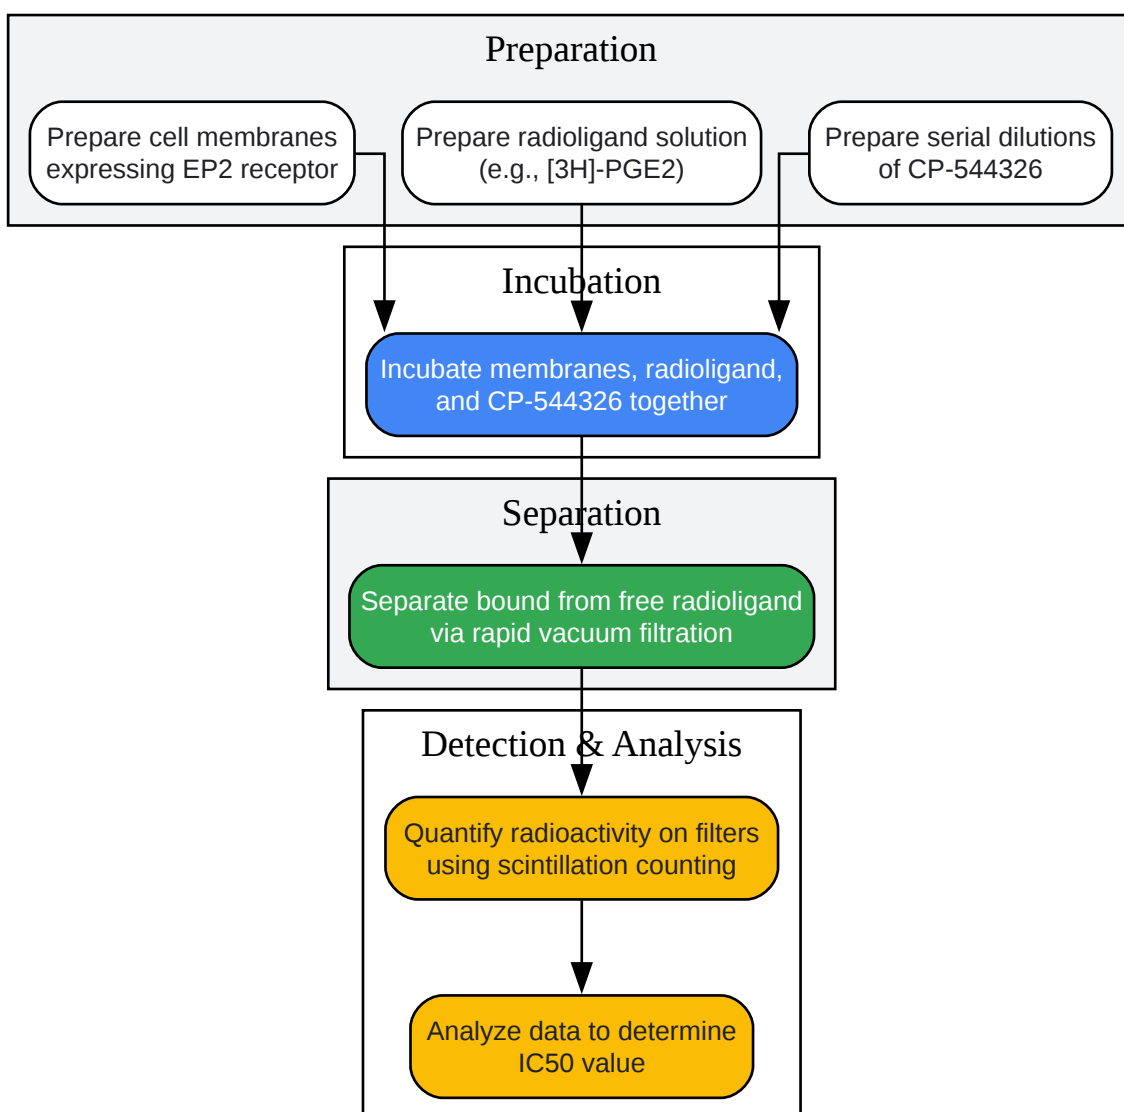 Preparation
Prepare cell membranes
expressing EP2 receptor
Prepare radioligand solution
(e.g., [3H]-PGE2)
Prepare serial dilutions
of CP-544326
Incubation
Incubate membranes, radioligand,
and CP-544326 together
Separation
Separate bound from free radioligand
via rapid vacuum filtration
Detection & Analysis
Quantify radioactivity on filters
using scintillation counting
Analyze data to determine
IC50 value